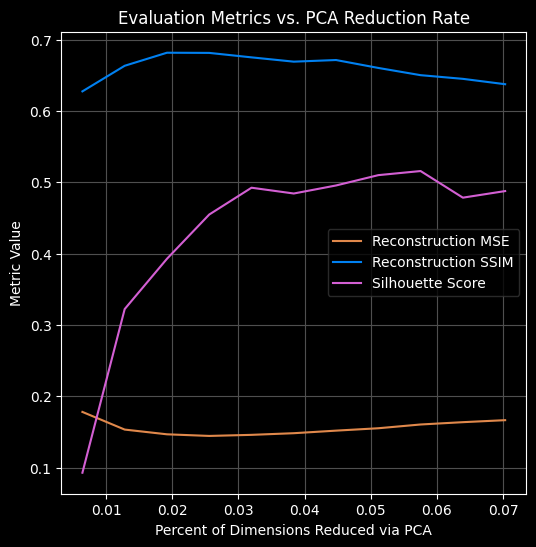 Evaluation Metrics vs. PCA Reduction Rate
0.7
0.6
0.5
0.4
0.3
0.2
0.1
Metric Value
Reconstruction MSE
Reconstruction SSIM
Silhouette Score
0.01 0.02 0.03 0.04 0.05 0.06 0.07
Percent of Dimensions Reduced via PCA